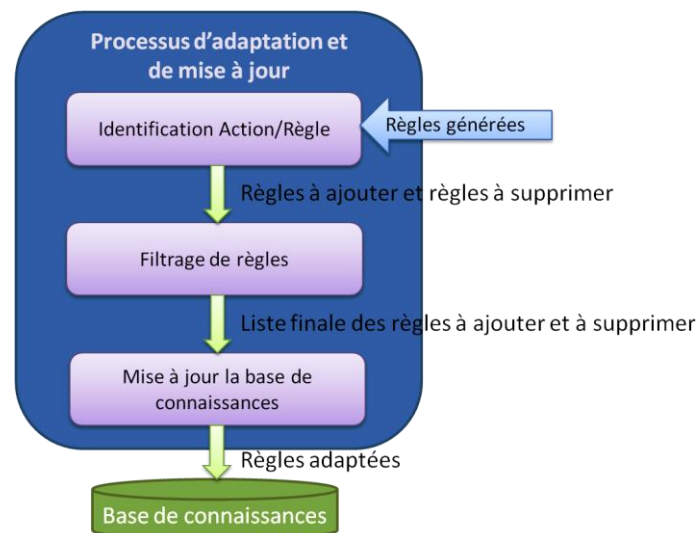 Processus d'adaptation et
de mise à jour
Identification Action/Règle
Règles générées
Règles à ajouter et règles à supprimer
Filtrage de règles
Liste finale des règles à ajouter et à supprimer
Mise à jour la base de
connaissances
Règles adaptées
Base de connaissances